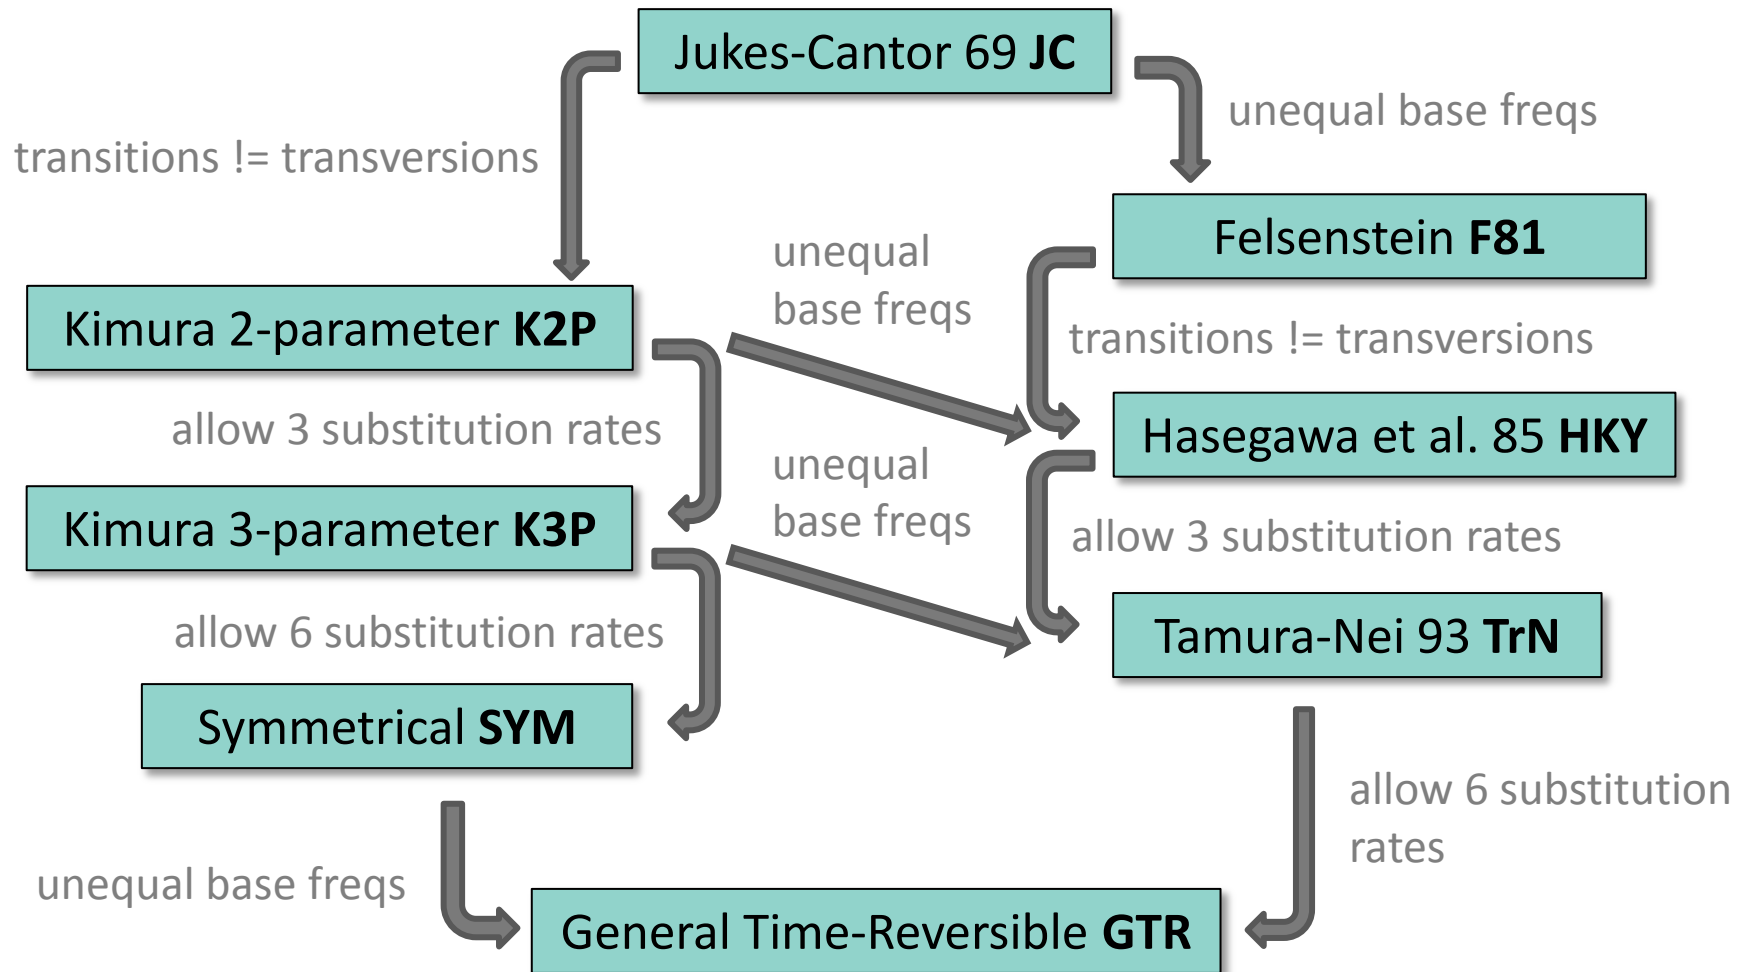 Jukes-Cantor 69 JC
unequal base freqs
transitions != transversions
Felsenstein F81
unequal
base freqs
Kimura 2-parameter K2P
transitions != transversions
allow 3 substitution rates
Hasegawa et al. 85 HKY
unequal
base freqs
Kimura 3-parameter K3P
allow 3 substitution rates
allow 6 substitution rates
Tamura-Nei 93 TrN
Symmetrical SYM
allow 6 substitution
rates
unequal base freqs
General Time-Reversible GTR